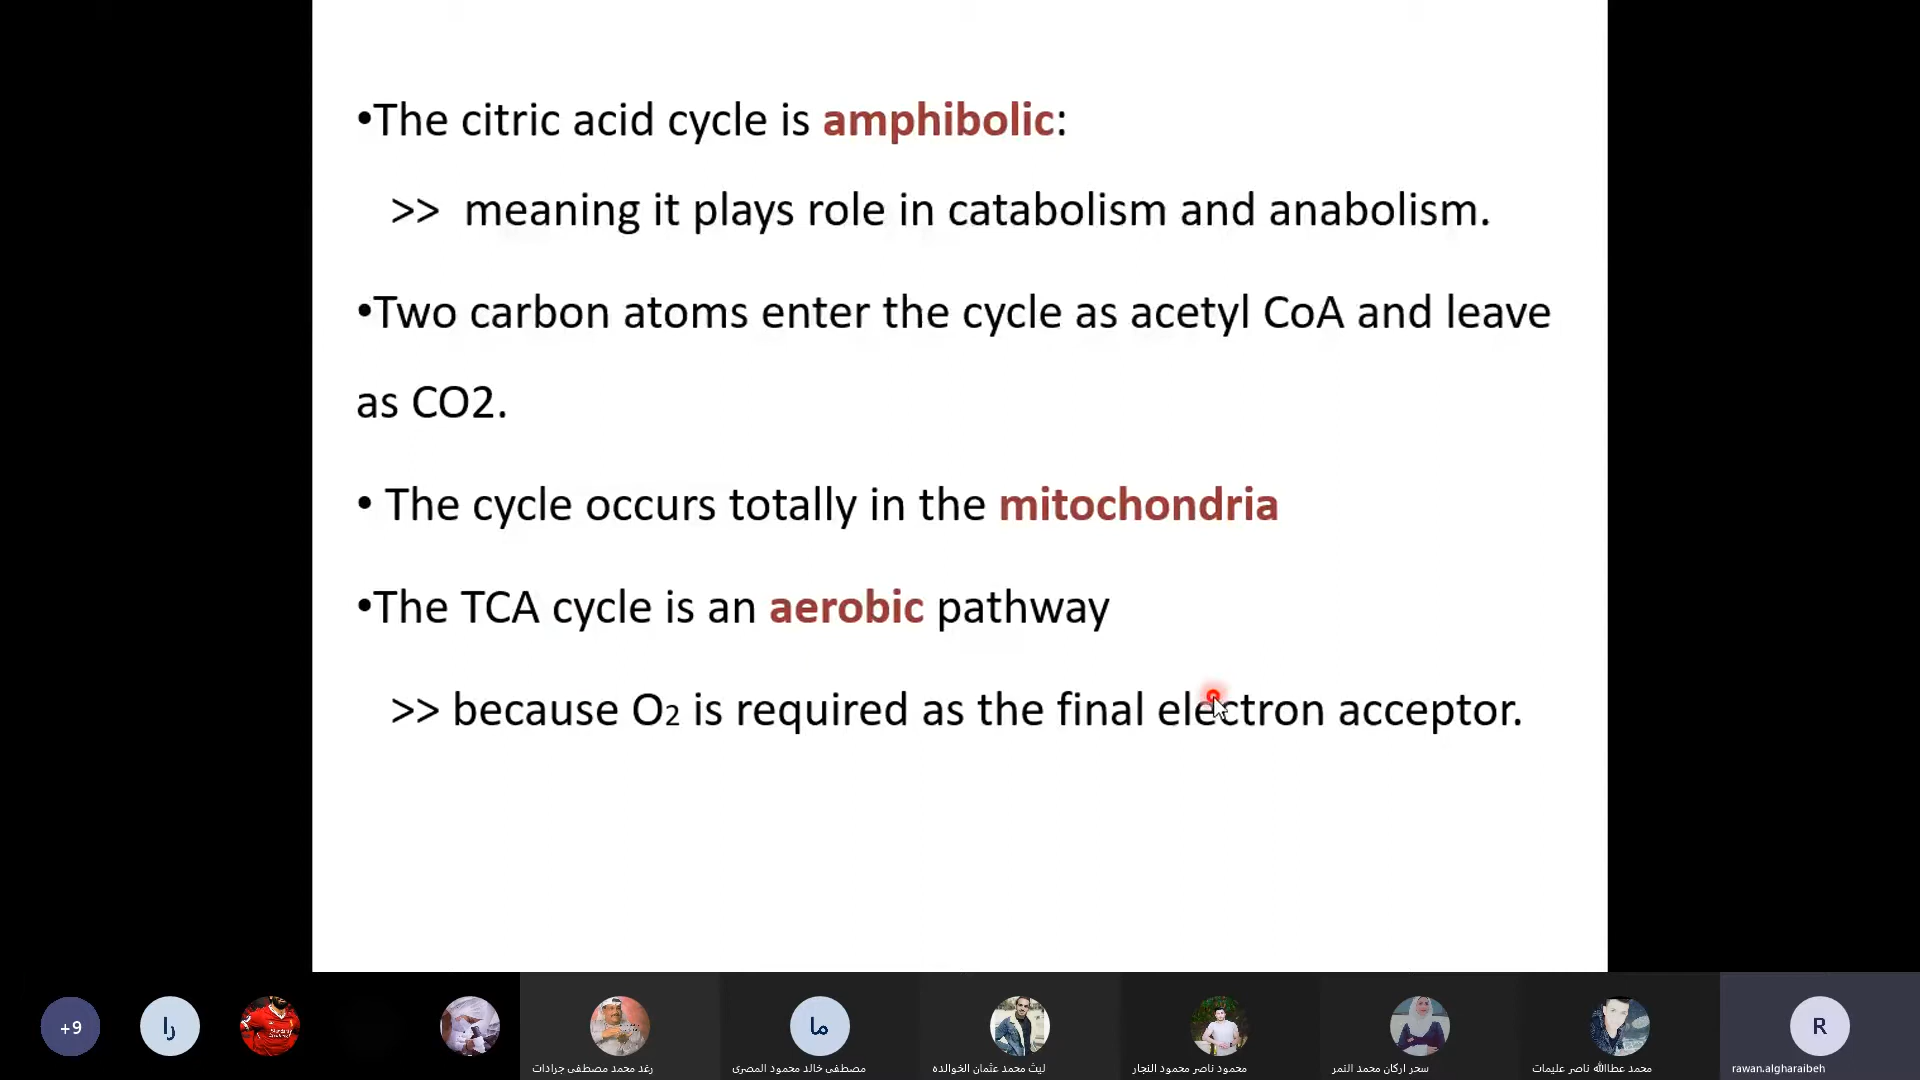 •The citric acid cycle is amphibolic:
>> meaning it plays role in catabolism and anabolism.
•Two carbon atoms enter the cycle as acetyl CoA and leave
as CO2.
• The cycle occurs totally in the mitochondria
•The TCA cycle is an aerobic pathway
>> because O₂ is required as the final electron acceptor.
+9
را
ما
R
رغد محمد مصطفى جرادات
مصطفى خالد محمود المصرى
ليث محمد عثمان الخوالده
محمود ناصر محمود النجار
سحر اركان محمد النمر
محمد عطاالله ناصر عليمات
rawan.algharaibeh